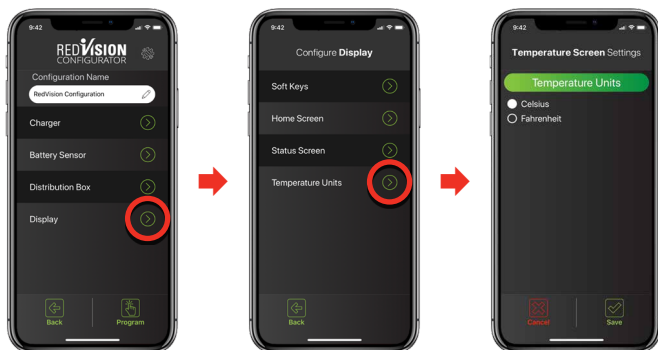 9:42
REDVISION
CONFIGURATOR
Configuration Name
RedVision Configuration
Charger
Battery Sensor
Distribution Box
Display
Back
Program
9:42
Configure Display
Soft Keys
Home Screen
Status Screen
Temperature Units
Back
9:42
Temperature Screen Settings
Temperature Units
Celsius
Fahrenheit
Cancel
Save